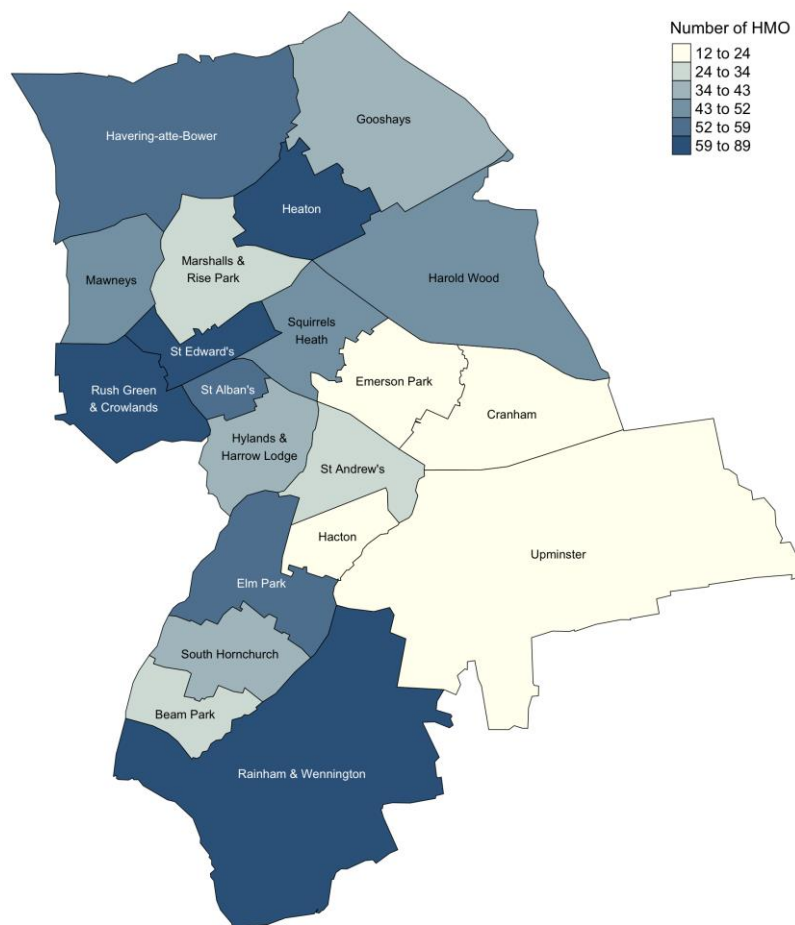 Number of HMO
12 to 24
24 to 34
34 to 43
43 to 52
52 to 59
59 to 89
Gooshays
Havering-atte-Bower
Heaton
Marshalls &
Rise Park
Mawneys
Harold Wood
Squirrels
Heath
St Edward's
Emerson Park
Rush Green
& Crowlands
St Alban's
Cranham
Hylands &
Harrow Lodge
St Andrew's
Hacton
Upminster
Elm Park
South Hornchurch
Beam Park
Rainham & Wennington